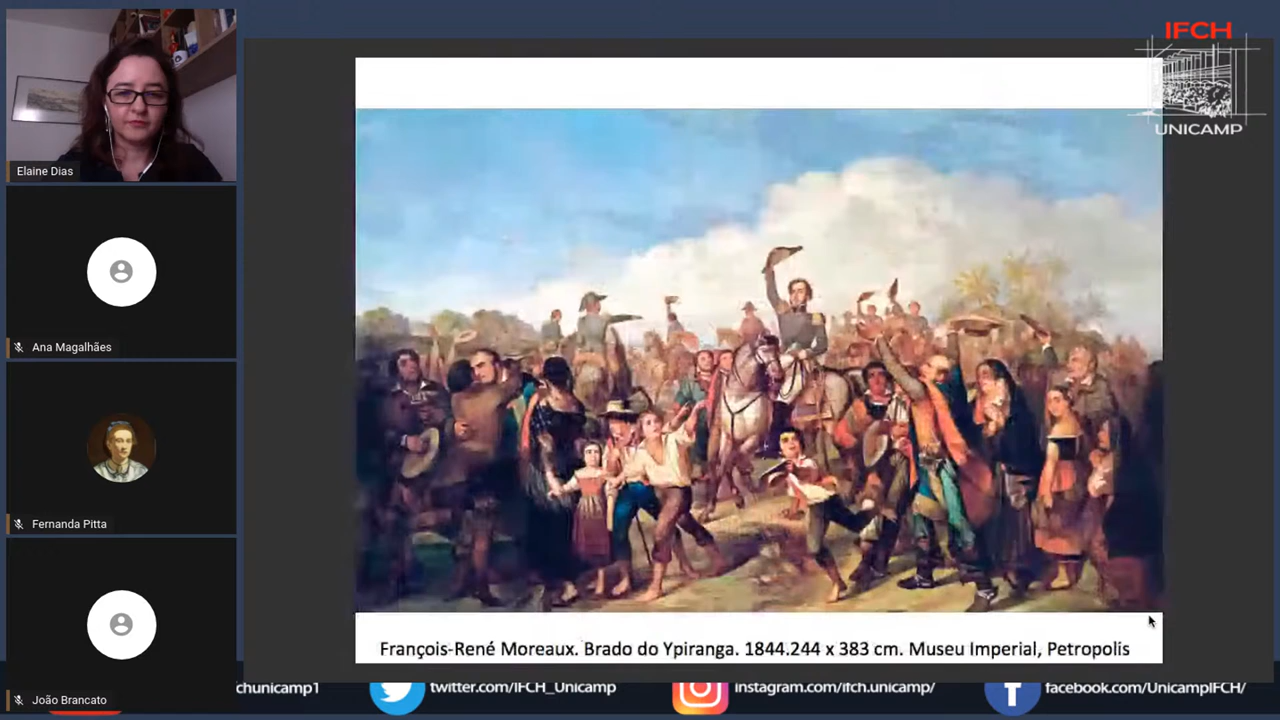 IFCH
UNICAMP
Elaine Dias
Ana Magalhães
Fernanda Pitta
João Brancato
François-René Moreaux. Brado do Ypiranga. 1844.244 x 383 cm. Museu Imperial, Petropolis
chunicamp1
twitter.com/IFCH_Unicamp
instagram.com/ifch.unicamp/
facebook.com/UnicampIFCH/